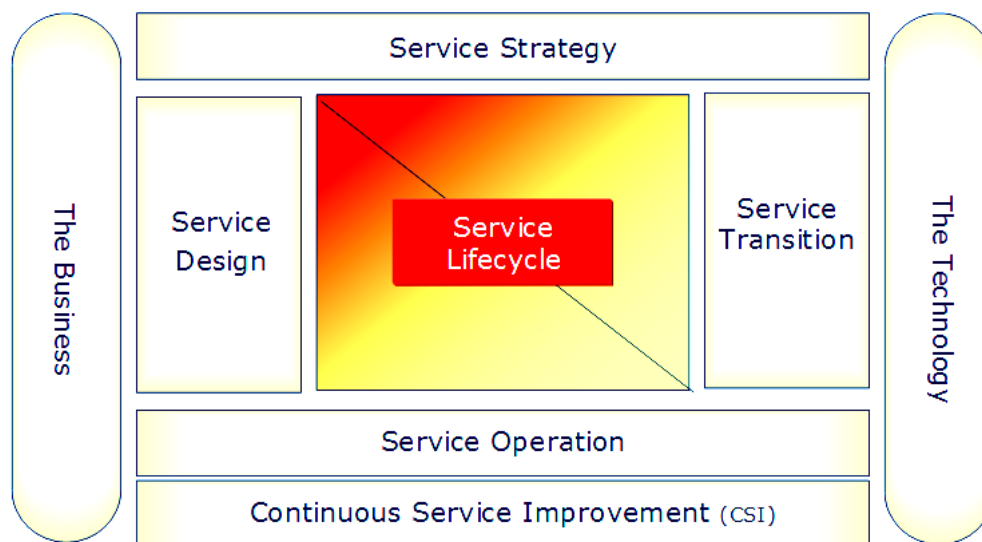 Service Strategy
The Business
Service
Design
Service
Lifecycle
Service
Transition
The Technology
Service Operation
Continuous Service Improvement (CSI)